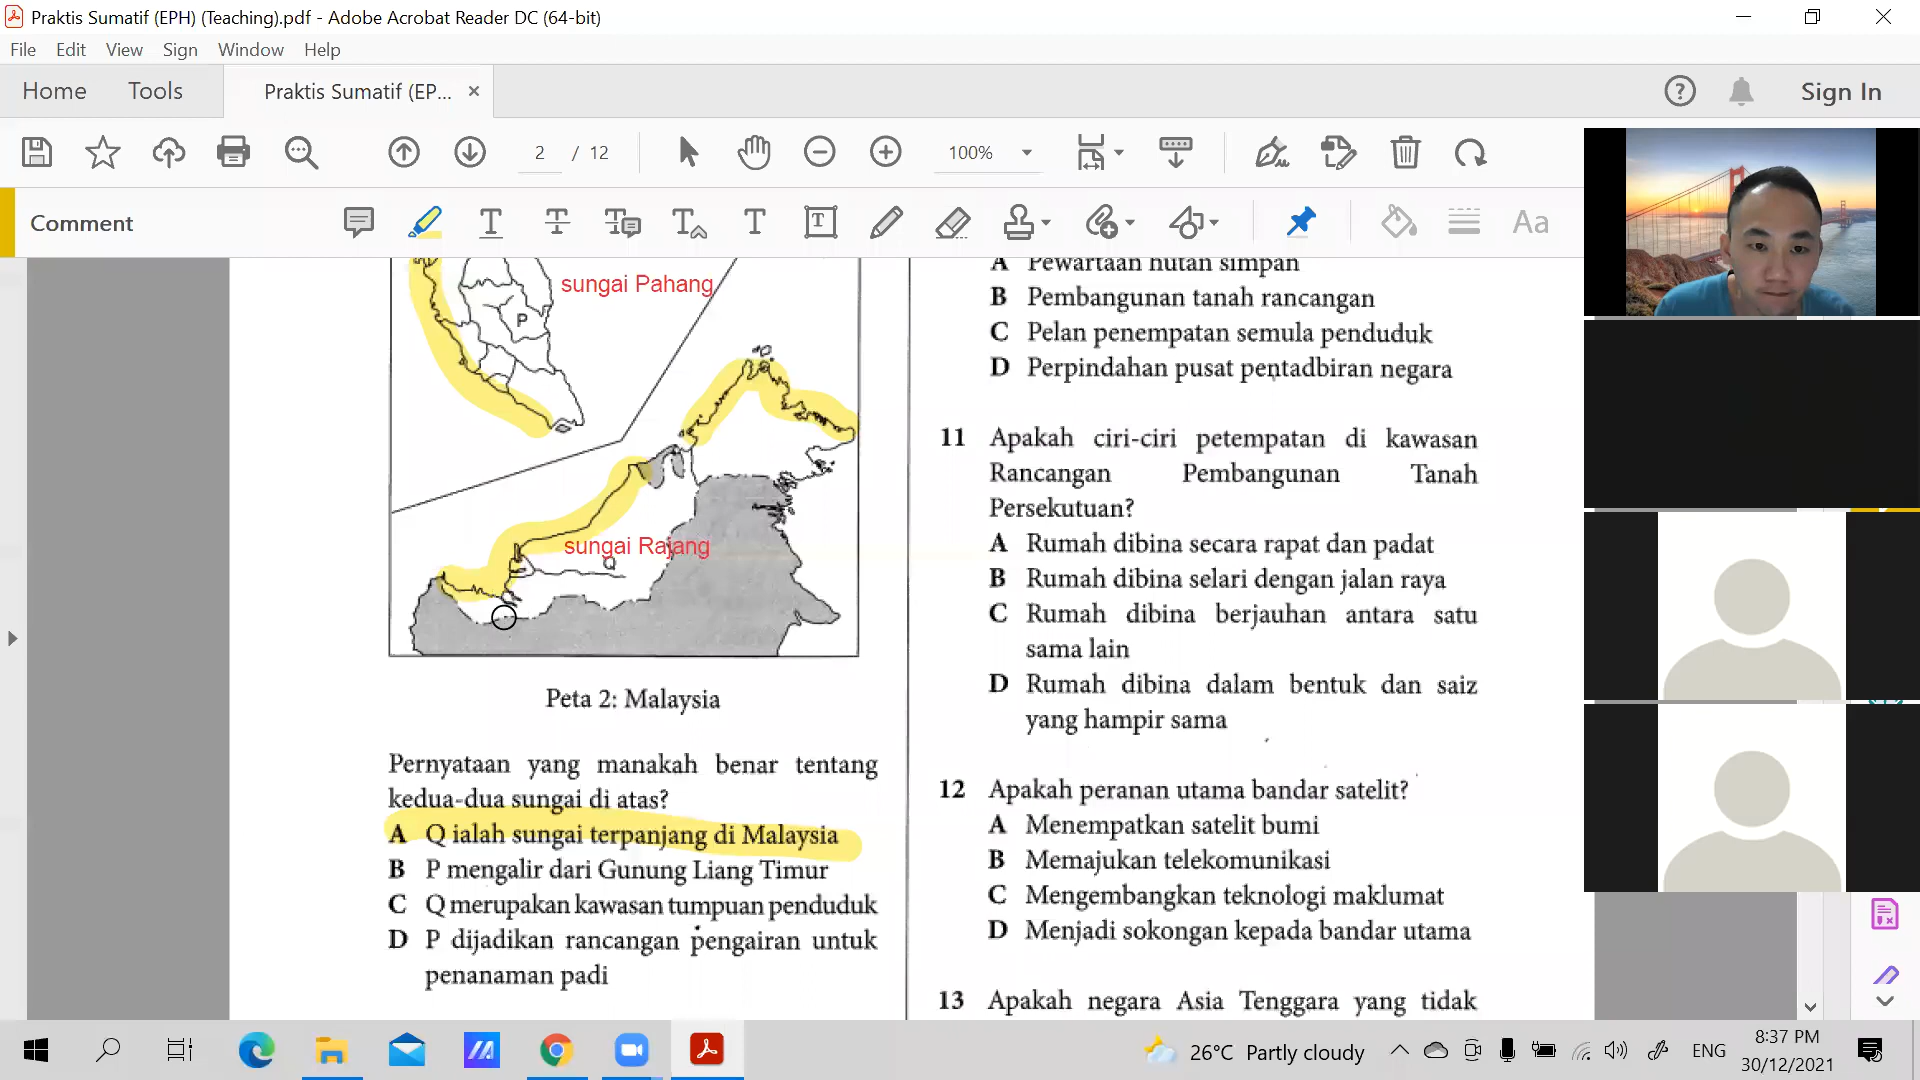 Praktis Sumatif (EPH) (Teaching).pdf - Adobe Acrobat Reader DC (64-bit)
File Edit View Sign Window Help
Home Tools Praktis Sumatif (EP... × Sign In
2 / 12 100%
Comment
Aa
sungai Pahang
P
sungai Rajang
Q
Peta 2: Malaysia
Pernyataan yang manakah benar tentang
kedua-dua sungai di atas?
A Q ialah sungai terpanjang di Malaysia
B P mengalir dari Gunung Liang Timur
C Q merupakan kawasan tumpuan penduduk
D P dijadikan rancangan pengairan untuk
penanaman padi
A Pewartaan hutan simpan
B Pembangunan tanah rancangan
C Pelan penempatan semula penduduk
D Perpindahan pusat pentadbiran negara
11 Apakah ciri-ciri petempatan di kawasan
Rancangan Pembangunan Tanah
Persekutuan?
A Rumah dibina secara rapat dan padat
B Rumah dibina selari dengan jalan raya
C Rumah dibina berjauhan antara satu
sama lain
D Rumah dibina dalam bentuk dan saiz
yang hampir sama
12 Apakah peranan utama bandar satelit?
A Menempatkan satelit bumi
B Memajukan telekomunikasi
C Mengembangkan teknologi maklumat
D Menjadi sokongan kepada bandar utama
13 Apakah negara Asia Tenggara yang tidak
26°C Partly cloudy
ENG
8:37 PM
30/12/2021